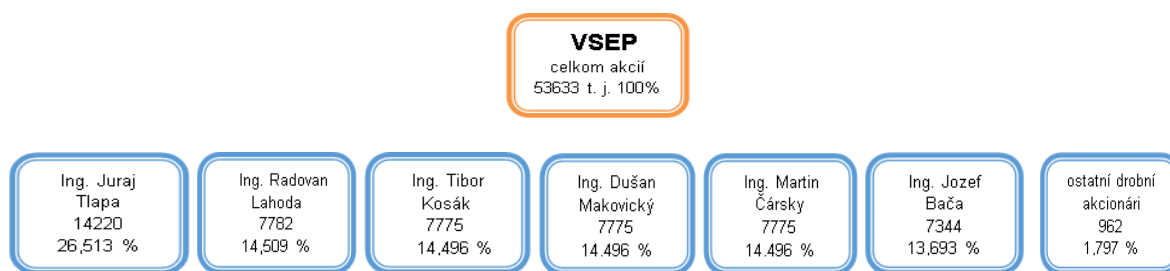 VSEP
celkom akcií
53633 t. j. 100%
Ing. Juraj
Tlapa
14220
26,513 %
Ing. Radovan
Lahoda
7782
14,509 %
Ing. Tibor
Kosák
7775
14,496 %
Ing. Dušan
Makovický
7775
14.496 %
Ing. Martin
Čársky
7775
14.496 %
Ing. Jozef
Bača
7344
13,693 %
ostatní drobní
akcionári
962
1,797 %